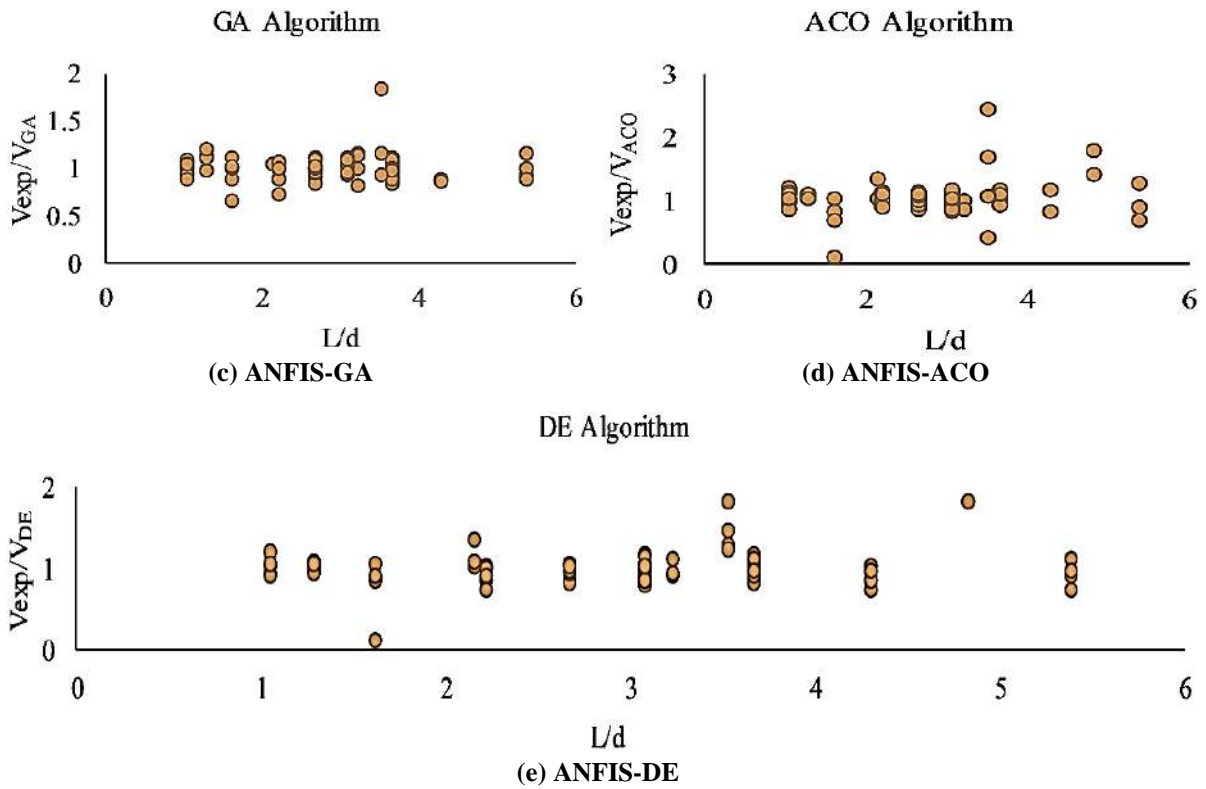 GA Algorithm
2
1.5
1
0.5
0
Vexp/VGA
0
2
4
6
L/d
(c) ANFIS-GA
ACO Algorithm
3
2
1
0
Vexp/VACO
0
2
4
6
L/d
(d) ANFIS-ACO
DE Algorithm
2
1
0
Vexp/VDE
0
1
2
3
4
5
6
L/d
(e) ANFIS-DE